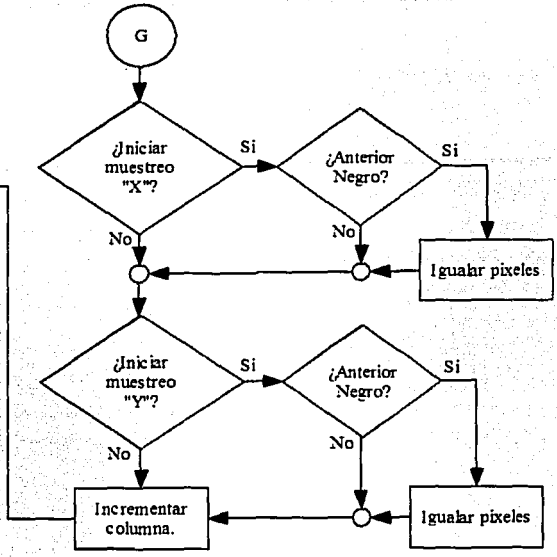 G
¿Iniciar
muestreo
"X"?
Si
¿Anterior
Negro?
Si
No
No
Igualar pixeles
¿Iniciar
muestreo
"Y"?
Si
¿Anterior
Negro?
Si
No
No
Incrementar
columna.
Igualar pixeles